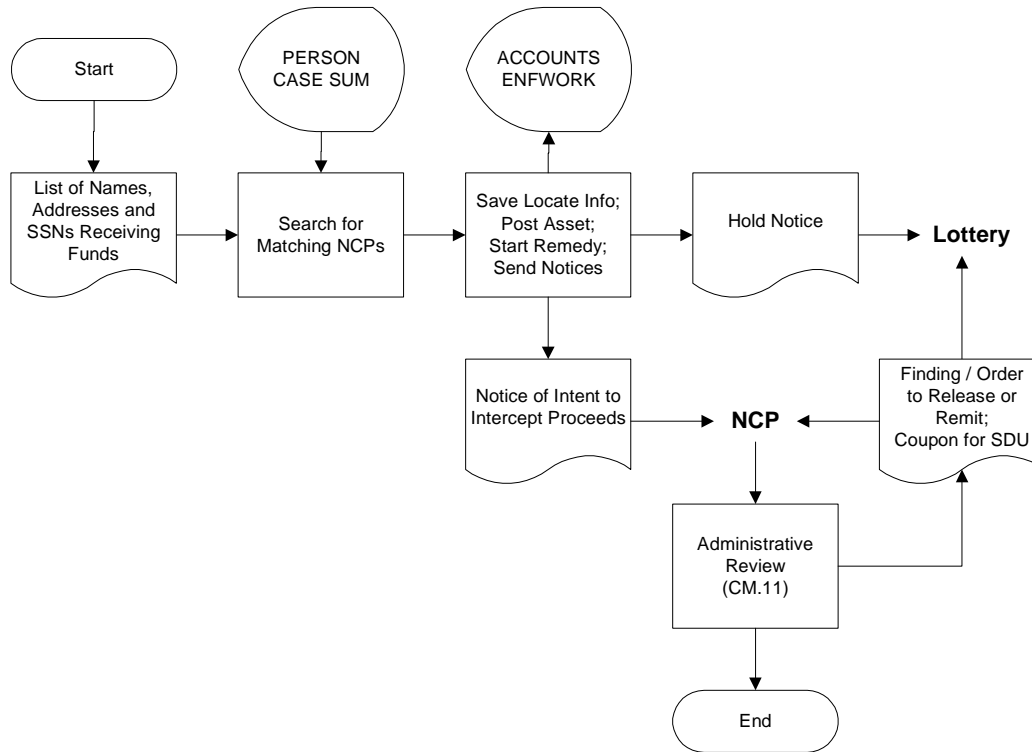 Start
PERSON
CASE SUM
ACCOUNTS
ENFWORK
List of Names,
Addresses and
SSNs Receiving
Funds
Search for
Matching NCPs
Save Locate Info;
Post Asset;
Start Remedy;
Send Notices
Hold Notice
Lottery
Notice of Intent to
Intercept Proceeds
NCP
Finding / Order
to Release or
Remit;
Coupon for SDU
Administrative
Review
(CM.11)
End